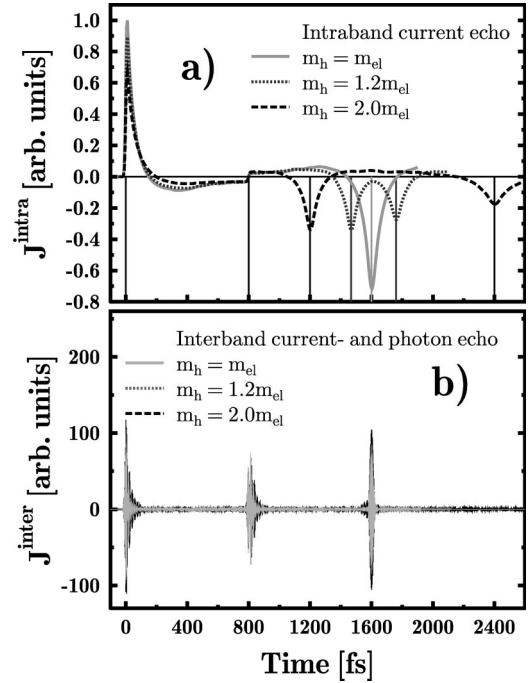 1.0
0.8
0.6
0.4
0.2
0.0
-0.2
-0.4
-0.6
-0.8
J^intra [arb. units]
a)
Intraband current echo
m_h = m_el
m_h = 1.2m_el
m_h = 2.0m_el
200
100
0
-100
J^inter [arb. units]
Interband current- and photon echo
m_h = m_el
m_h = 1.2m_el
m_h = 2.0m_el
b)
0 400 800 1200 1600 2000 2400
Time [fs]